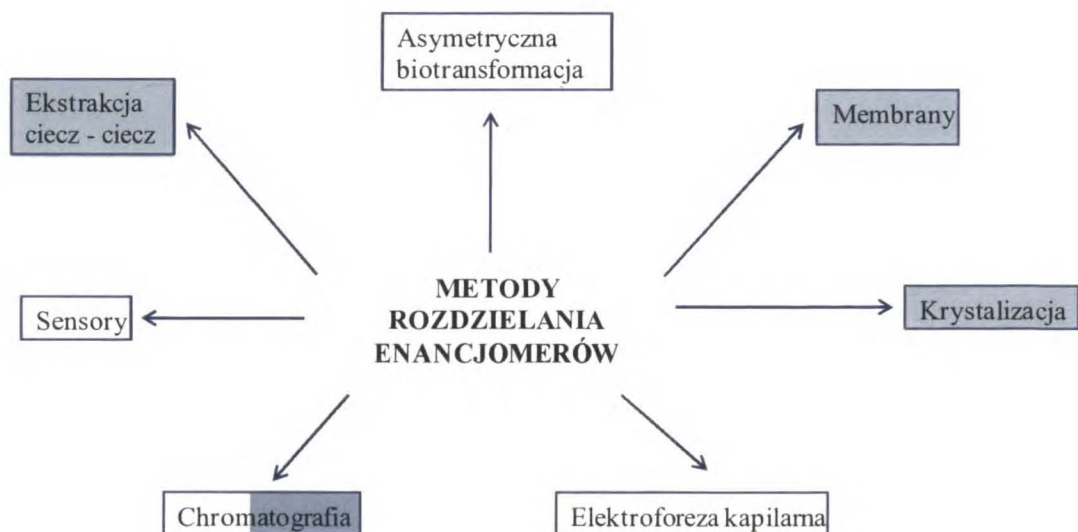 Asymetryczna
biotransformacja
Ekstrakcja
ciecz - ciecz
Membrany
METODY
ROZDZIELANIA
ENANCJOMERÓW
Sensory
Krystalizacja
Chromatografia
Elektroforeza kapilarna